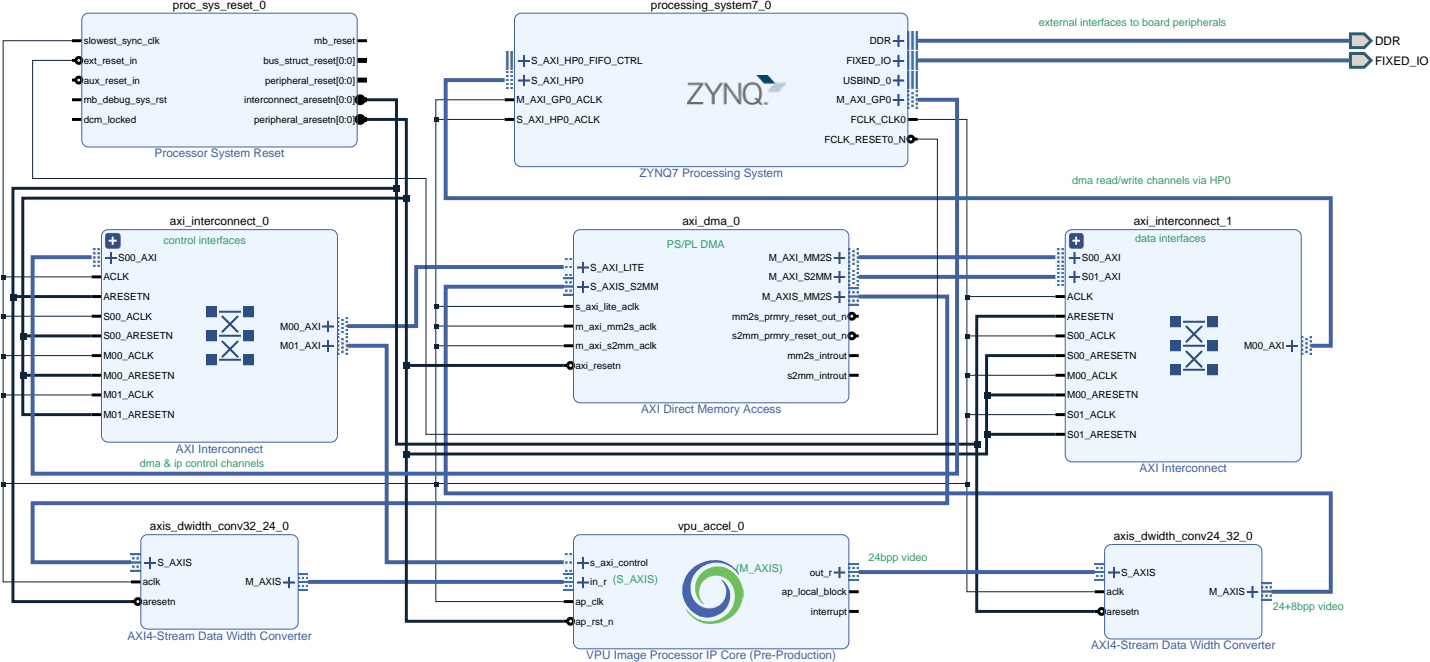 proc_sys_reset_0
slowest_sync_clk
ext_reset_in
aux_reset_in
mb_debug_sys_rst
dcm_locked
mb_reset
bus_struct_reset[0:0]
peripheral_reset[0:0]
interconnect_aresetn[0:0]
peripheral_aresetn[0:0]
Processor System Reset
processing_system7_0
S_AXI_HP0_FIFO_CTRL
S_AXI_HP0
M_AXI_GP0_ACLK
S_AXI_HP0_ACLK
ZYNQ
DDR
FIXED_IO
USBIND_0
M_AXI_GP0
FCLK_CLK0
FCLK_RESET0_N
ZYNQ7 Processing System
external interfaces to board peripherals
DDR
FIXED_IO
dma read/write channels via HP0
axi_interconnect_0
control interfaces
S00_AXI
ACLK
ARESETN
S00_ACLK
S00_ARESETN
M00_ACLK
M00_ARESETN
M01_ACLK
M01_ARESETN
M00_AXI
M01_AXI
AXI Interconnect
dma & ip control channels
axi_dma_0
PS/PL DMA
S_AXI_LITE
S_AXIS_S2MM
s_axi_lite_aclk
m_axi_mm2s_aclk
m_axi_s2mm_aclk
axi_resetn
M_AXI_MM2S
M_AXI_S2MM
M_AXIS_MM2S
mm2s_prmry_reset_out_n
s2mm_prmry_reset_out_n
mm2s_introut
s2mm_introut
AXI Direct Memory Access
axi_interconnect_1
data interfaces
S00_AXI
S01_AXI
ACLK
ARESETN
S00_ACLK
S00_ARESETN
M00_ACLK
M00_ARESETN
S01_ACLK
S01_ARESETN
M00_AXI
AXI Interconnect
axis_dwidth_conv32_24_0
S_AXIS
aclk
aresetn
M_AXIS
AXI4-Stream Data Width Converter
vpu_accel_0
s_axi_control
in_r (S_AXIS)
ap_clk
ap_rst_n
(M_AXIS)
out_r
ap_local_block
interrupt
VPU Image Processor IP Core (Pre-Production)
24bpp video
axis_dwidth_conv24_32_0
S_AXIS
aclk
aresetn
M_AXIS
24+8bpp video
AXI4-Stream Data Width Converter